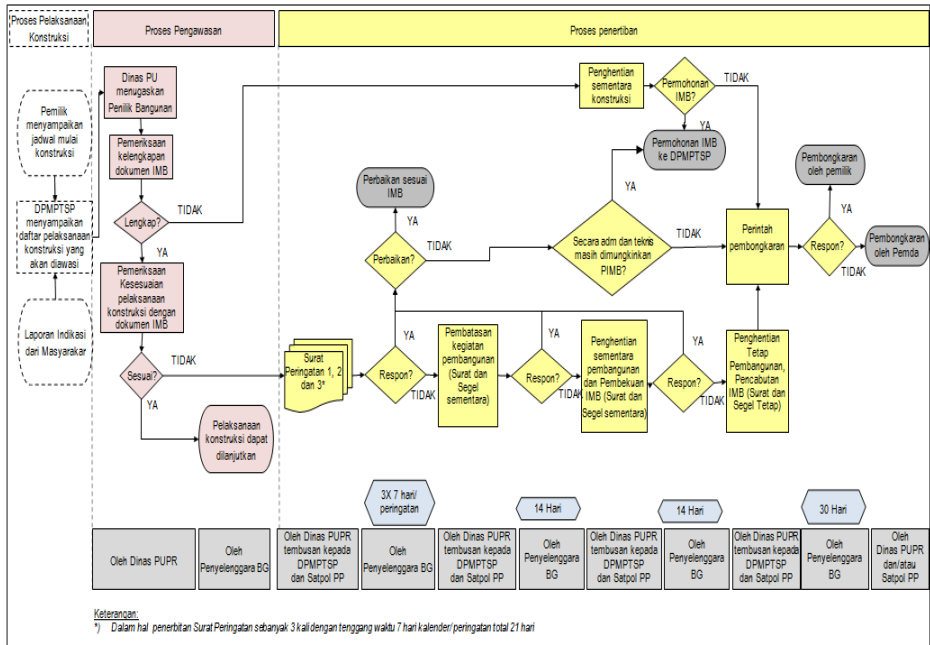 Proses Pelaksanaan
Konstruksi
Proses Pengawasan
Proses penertiban
Pemilik
menyampaikan
jadwal mulai
konstruksi
DPMPTSP
menyampaikan
daftar pelaksanaan
konstruksi yang
akan diawasi
Laporan Indikasi
dari Masyarakar
Dinas PU
menugaskan
Penilik Bangunan
Pemeriksaan
kelengkapan
dokumen IMB
Lengkap?
TIDAK
YA
Pemeriksaan
Kesesuaian
pelaksanaan
konstruksi dengan
dokumen IMB
Sesuai?
TIDAK
YA
Pelaksanaan
konstruksi dapat
dilanjutkan
Penghentian
sementara
konstruksi
Permohonan
IMB?
TIDAK
YA
Permohonan IMB
ke DPMPTSP
Perbaikan sesuai
IMB
YA
Perbaikan?
TIDAK
YA
Secara adm dan teknis
masih dimungkinkan
PIMB?
TIDAK
Perintah
pembongkaran
Pembongkaran
oleh pemilik
YA
Respon?
TIDAK
Pembongkaran
oleh Pemda
Surat
Peringatan 1, 2
dan 3*
Respon?
YA
TIDAK
Pembatasan
kegiatan
pembangunan
(Surat dan
Segel
sementara)
Respon?
YA
TIDAK
Penghentian
sementara
pembangunan
dan Pembekuan
IMB (Surat dan
Segel sementara)
Respon?
YA
TIDAK
Penghentian
Tetap
Pembangunan,
Pencabutan
IMB (Surat dan
Segel Tetap)
3X 7 hari/
peringatan
14 Hari
14 Hari
30 Hari
Oleh Dinas PUPR
Oleh
Penyelenggara BG
Oleh Dinas PUPR
tembusan kepada
DPMPTSP
dan Satpol PP
Oleh
Penyelenggara BG
Oleh Dinas PUPR
tembusan kepada
DPMPTSP
dan Satpol PP
Oleh
Penyelenggara
BG
Oleh Dinas PUPR
tembusan kepada
DPMPTSP
dan Satpol PP
Oleh
Penyelenggara
BG
Oleh Dinas PUPR
tembusan kepada
DPMPTSP
dan Satpol PP
Oleh
Penyelenggara
BG
Oleh
Dinas PUPR
dan/atau
Satpol PP
Keterangan:
*) Dalam hal penerbitan Surat Peringatan sebanyak 3 kali dengan tenggang waktu 7 hari kalender/ peringatan total 21 hari